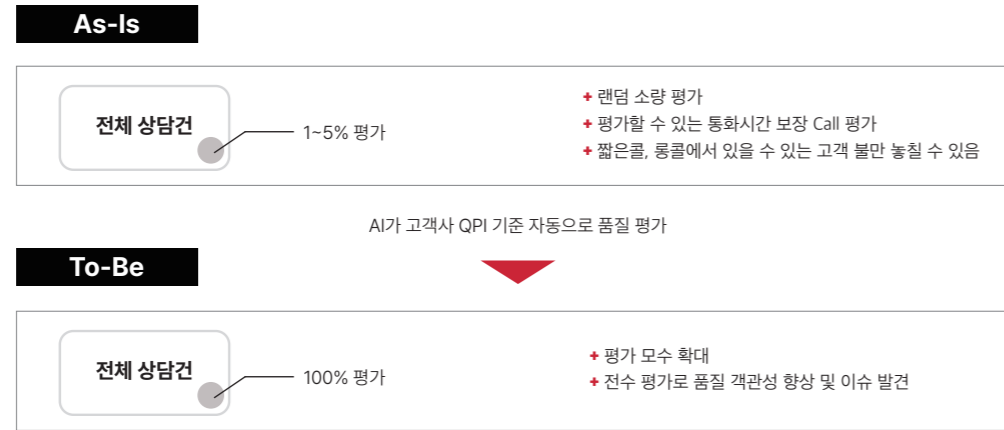 As-Is
전체 상담건
1~5% 평가
+ 랜덤 소량 평가
+ 평가할 수 있는 통화시간 보장 Call 평가
+ 짧은콜, 롱콜에서 있을 수 있는 고객 불만 놓칠 수 있음
AI가 고객사 QPI 기준 자동으로 품질 평가
To-Be
전체 상담건
100% 평가
+ 평가 모수 확대
+ 전수 평가로 품질 객관성 향상 및 이슈 발견